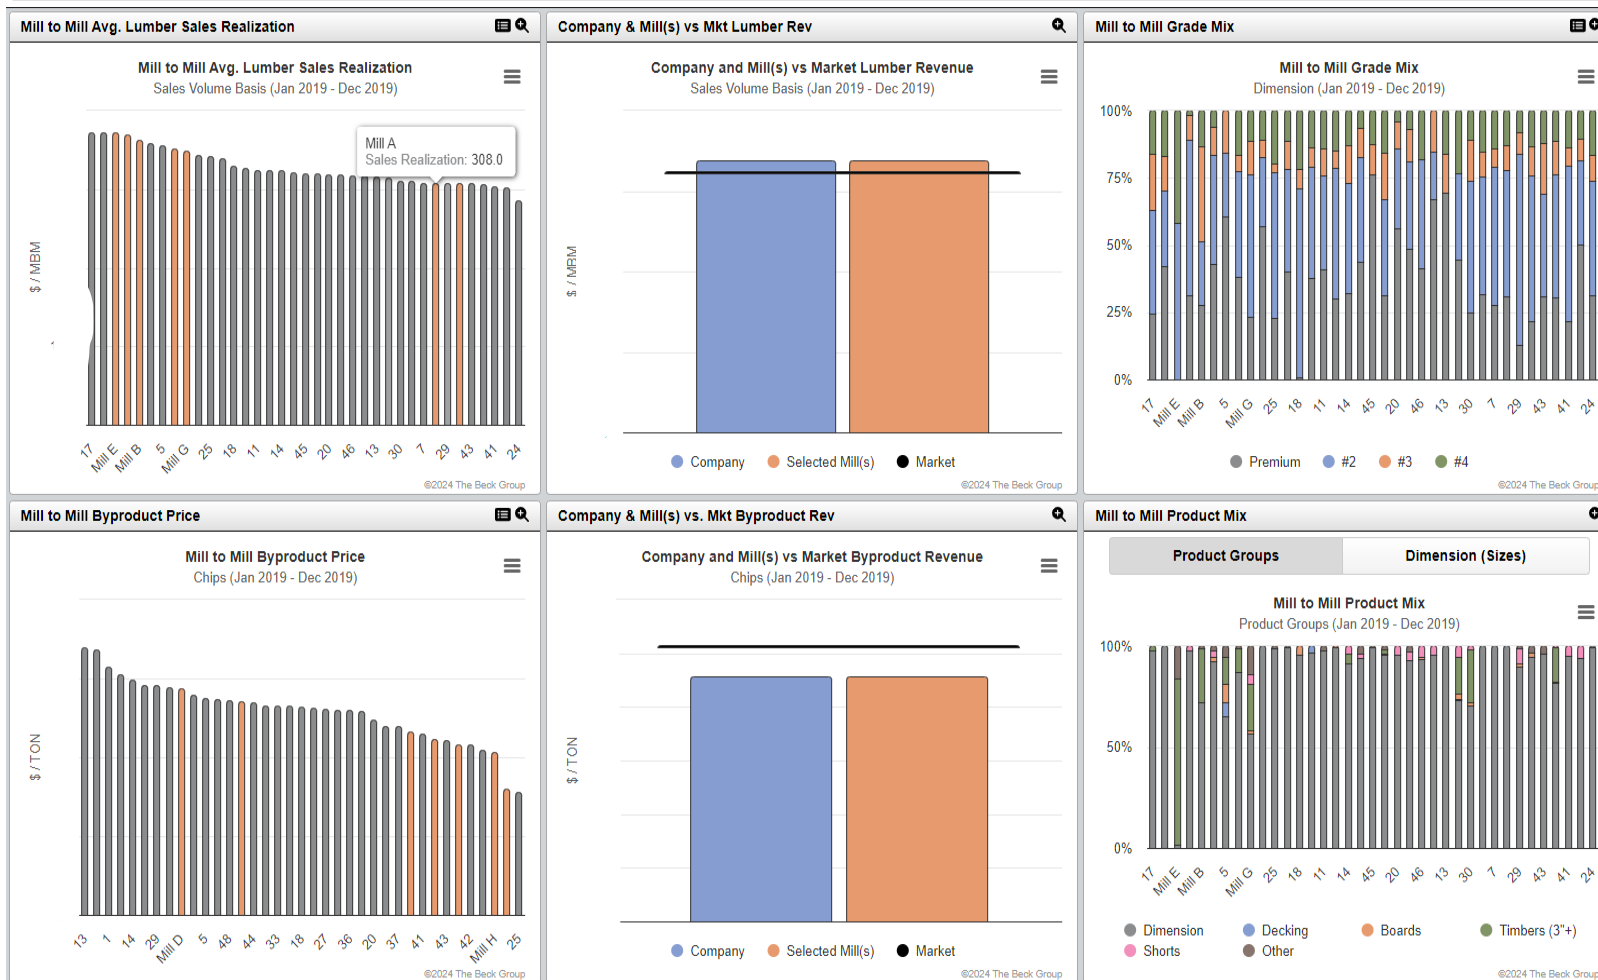 Mill to Mill Avg. Lumber Sales Realization
Mill to Mill Avg. Lumber Sales Realization
Sales Volume Basis (Jan 2019 - Dec 2019)
Mill A
Sales Realization: 308.0
$ / MBM
17 Mill E Mill B 5 Mill G 25 18 11 14 45 20 46 13 30 7 29 43 41 24
©2024 The Beck Group
Company & Mill(s) vs Mkt Lumber Rev
Company and Mill(s) vs Market Lumber Revenue
Sales Volume Basis (Jan 2019 - Dec 2019)
$ / MBM
Company Selected Mill(s) Market
©2024 The Beck Group
Mill to Mill Grade Mix
Mill to Mill Grade Mix
Dimension (Jan 2019 - Dec 2019)
100%
75%
50%
25%
0%
17 Mill E Mill B 5 Mill G 25 18 11 14 45 20 46 13 30 7 29 43 41 24
Premium #2 #3 #4
©2024 The Beck Group
Mill to Mill Byproduct Price
Mill to Mill Byproduct Price
Chips (Jan 2019 - Dec 2019)
$ / TON
13 1 14 29 Mill D 5 48 44 33 18 27 36 20 37 41 43 42 Mill H 25
©2024 The Beck Group
Company & Mill(s) vs. Mkt Byproduct Rev
Company and Mill(s) vs Market Byproduct Revenue
Chips (Jan 2019 - Dec 2019)
$ / TON
Company Selected Mill(s) Market
©2024 The Beck Group
Mill to Mill Product Mix
Product Groups Dimension (Sizes)
Mill to Mill Product Mix
Product Groups (Jan 2019 - Dec 2019)
100%
50%
0%
17 Mill E Mill B 5 Mill G 25 18 11 14 45 20 46 13 30 7 29 43 41 24
Dimension Decking Boards Timbers (3"+)
Shorts Other
©2024 The Beck Group